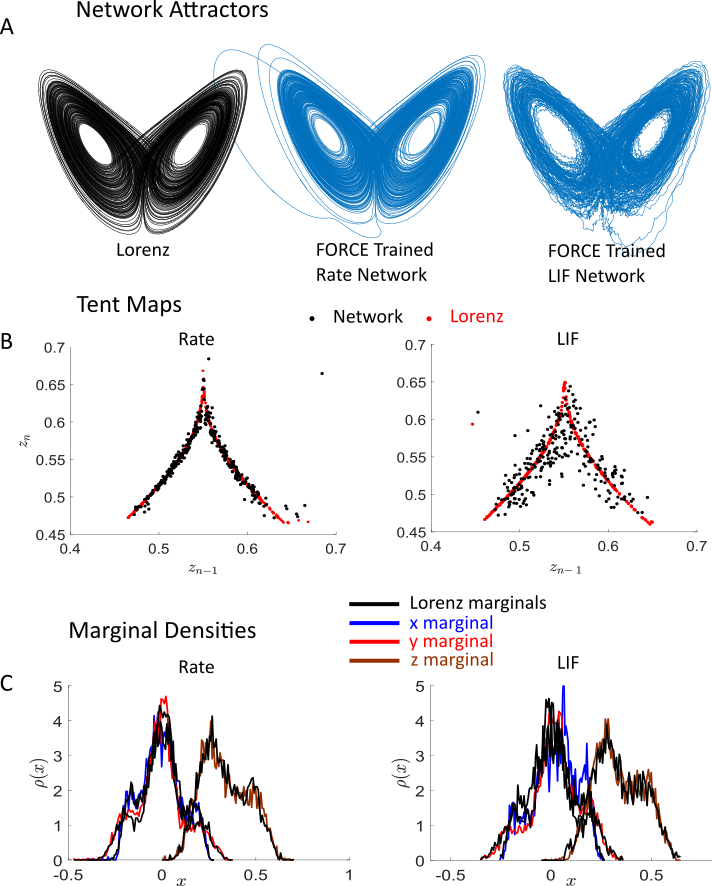 Network Attractors
A
Lorenz
FORCE Trained
Rate Network
FORCE Trained
LIF Network
Tent Maps
Network
Lorenz
B
Rate
0.7
0.65
0.6
0.55
0.5
0.45
zₙ
0.4
0.5
0.6
0.7
zₙ₋₁
LIF
0.7
0.65
0.6
0.55
0.5
0.45
0.4
0.5
0.6
0.7
zₙ₋₁
Lorenz marginals
x marginal
y marginal
z marginal
Marginal Densities
C
Rate
5
4
3
2
1
0
ρ(x)
-0.5
0
0.5
1
x
LIF
5
4
3
2
1
0
ρ(x)
-0.5
0
0.5
x